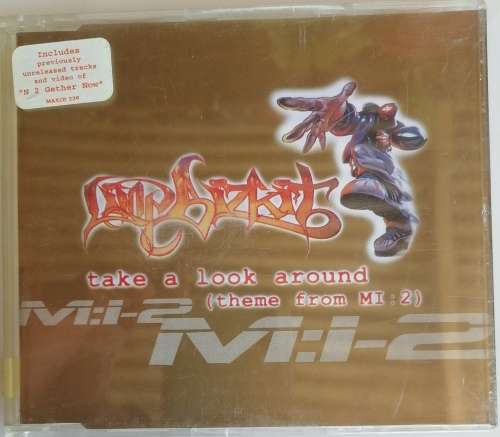 Includes
previously
unreleased tracks
and video of
"N 2 Gether Now"
limpbizkit
take a look around
(theme from MI:2)
M:I-2
M:I-2